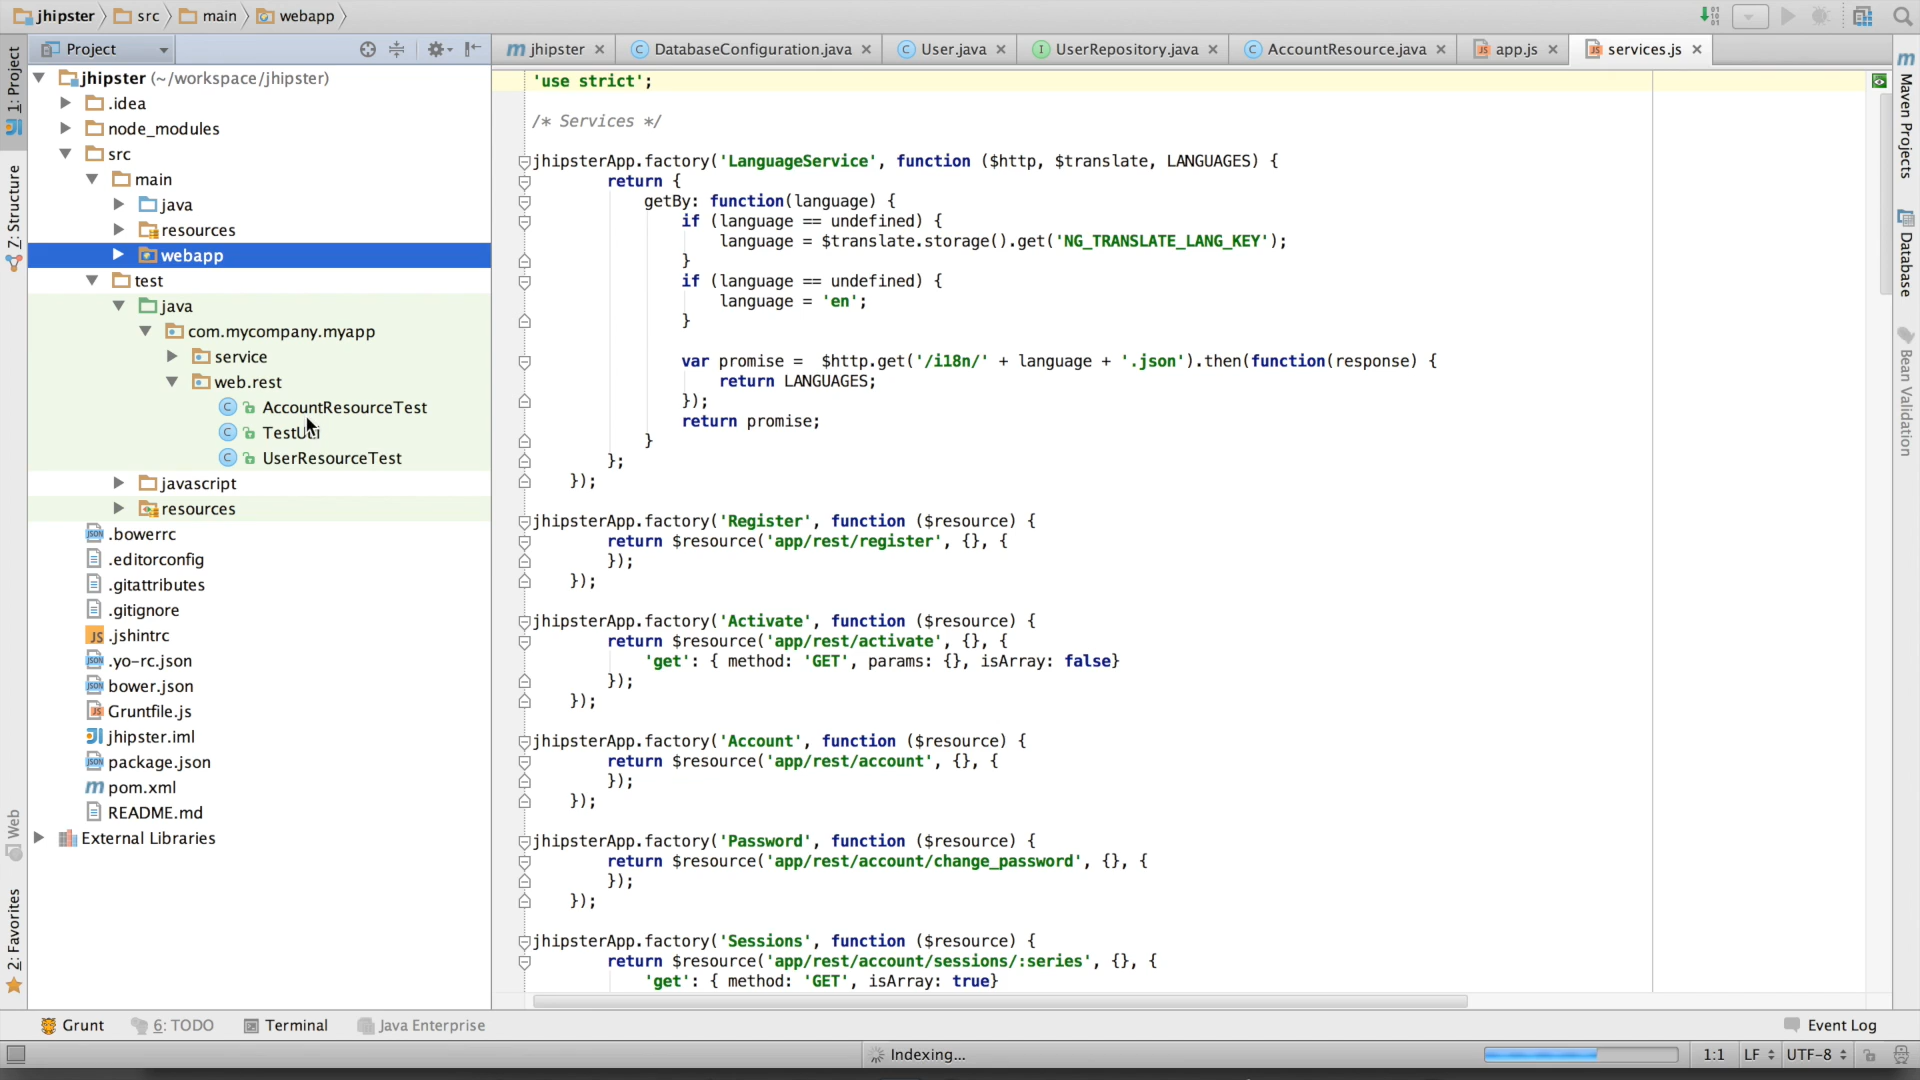 jhipster src main webapp
Project
jhipster DatabaseConfiguration.java User.java UserRepository.java AccountResource.java app.js services.js
1: Project
Z: Structure
Web
2: Favorites
jhipster (~/workspace/jhipster)
.idea
node_modules
src
main
java
resources
webapp
test
java
com.mycompany.myapp
service
web.rest
AccountResourceTest
UserResourceTest
javascript
resources
.bowerrc
.editorconfig
.gitattributes
.gitignore
.jshintrc
.yo-rc.json
bower.json
Gruntfile.js
jhipster.iml
package.json
pom.xml
README.md
External Libraries
'use strict';
/* Services */
jhipsterApp.factory('LanguageService', function ($http, $translate, LANGUAGES) {
return {
getBy: function(language) {
if (language == undefined) {
language = $translate.storage().get('NG_TRANSLATE_LANG_KEY');
}
if (language == undefined) {
language = 'en';
}
var promise =  $http.get('/i18n/' + language + '.json').then(function(response) {
return LANGUAGES;
});
return promise;
}
};
});
jhipsterApp.factory('Register', function ($resource) {
return $resource('app/rest/register', {}, {
});
});
jhipsterApp.factory('Activate', function ($resource) {
return $resource('app/rest/activate', {}, {
'get': { method: 'GET', params: {}, isArray: false}
});
});
jhipsterApp.factory('Account', function ($resource) {
return $resource('app/rest/account', {}, {
});
});
jhipsterApp.factory('Password', function ($resource) {
return $resource('app/rest/account/change_password', {}, {
});
});
jhipsterApp.factory('Sessions', function ($resource) {
return $resource('app/rest/account/sessions/:series', {}, {
'get': { method: 'GET', isArray: true}
Maven Projects
Database
Bean Validation
Grunt 6: TODO Terminal Java Enterprise Event Log
Indexing... 1:1 LF UTF-8